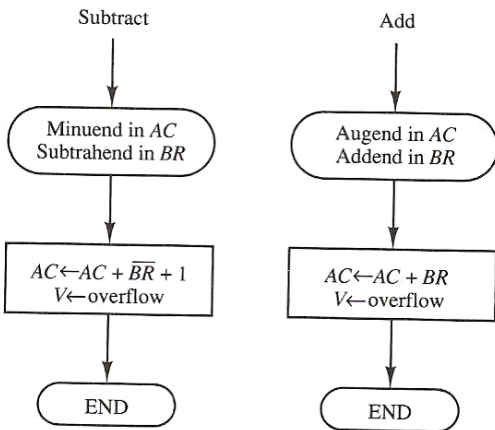 Subtract
Minuend in AC
Subtrahend in BR
AC←AC + B̅R̅ + 1
V←overflow
END
Add
Augend in AC
Addend in BR
AC←AC + BR
V←overflow
END